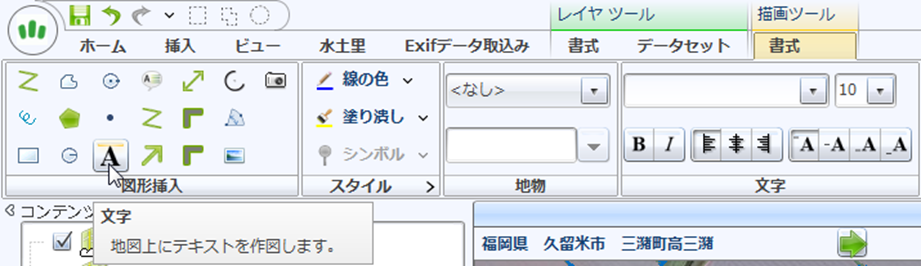 レイヤ ツール 描画ツール
ホーム 挿入 ビュー 水土里 Exifデータ取込み 書式 データセット 書式
線の色 <なし> 10
塗り潰し
シンボル B I A A A A
A
図形挿入 スタイル 地物 文字
コンテンツ
文字
地図上にテキストを作図します。
福岡県 久留米市 三潴町高三潴